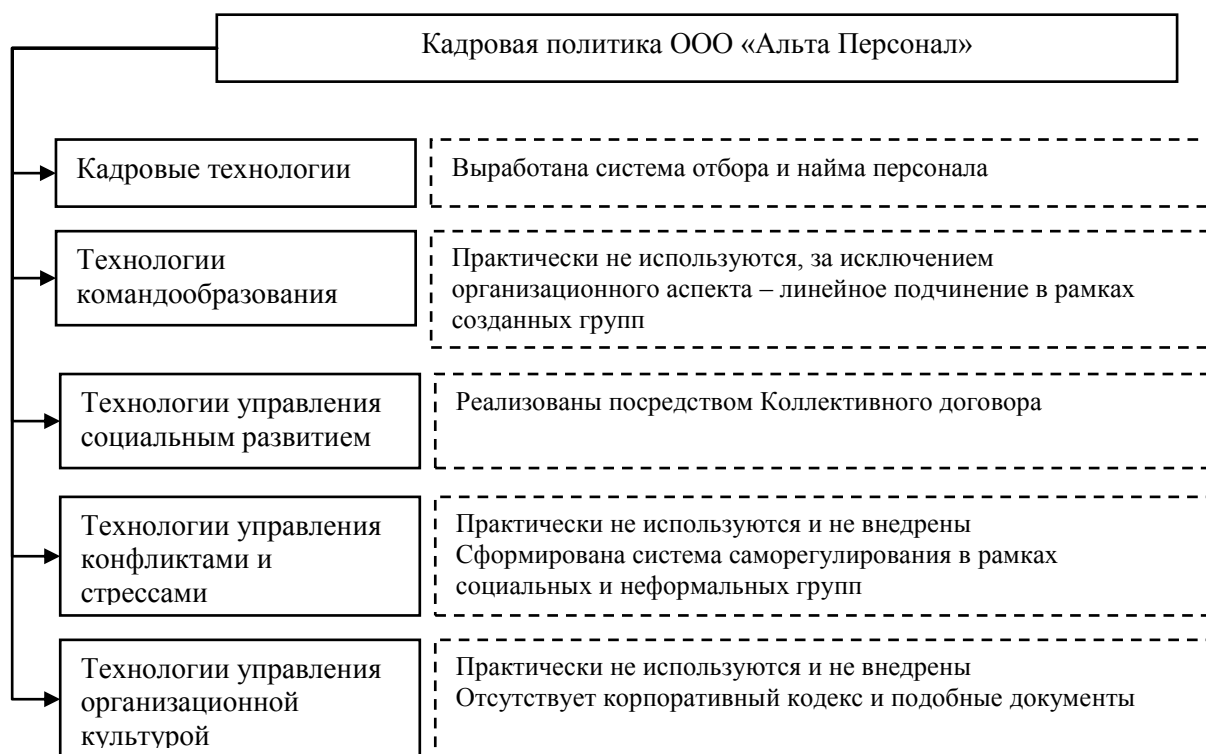 Кадровая политика ООО «Альта Персонал»
Кадровые технологии
Выработана система отбора и найма персонала
Технологии
командообразования
Практически не используются, за исключением
организационного аспекта – линейное подчинение в рамках
созданных групп
Технологии управления
социальным развитием
Реализованы посредством Коллективного договора
Технологии управления
конфликтами и
стрессами
Практически не используются и не внедрены
Сформирована система саморегулирования в рамках
социальных и неформальных групп
Технологии управления
организационной
культурой
Практически не используются и не внедрены
Отсутствует корпоративный кодекс и подобные документы